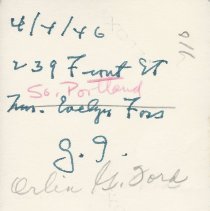 4/4/46
239 Front St
So. Portland
Mrs. Evelyn Foss
G. I.
Orlin G. Ford